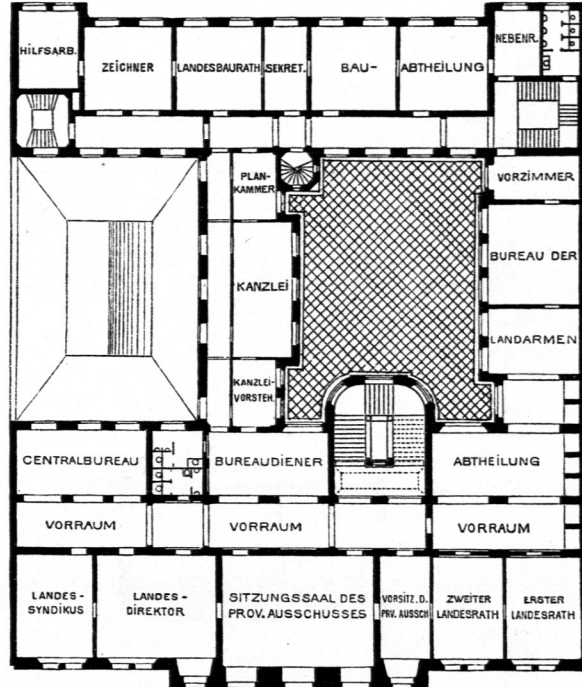 HILFSARB.
ZEICHNER
LANDESBAURATH
SEKRET.
BAU-
ABTHEILUNG
NEBENR.
PLAN-
KAMMER
VORZIMMER
KANZLEI
BUREAU DER
LANDARMEN
KANZLEI-
VORSTEH.
CENTRALBUREAU
BUREAUDIENER
ABTHEILUNG
VORRAUM
VORRAUM
VORRAUM
LANDES-
SYNDIKUS
LANDES-
DIREKTOR
SITZUNGSSAAL DES
PROV. AUSSCHUSSES
VORSITZ. D.
PRV. AUSSCH
ZWEITER
LANDESRATH
ERSTER
LANDESRATH